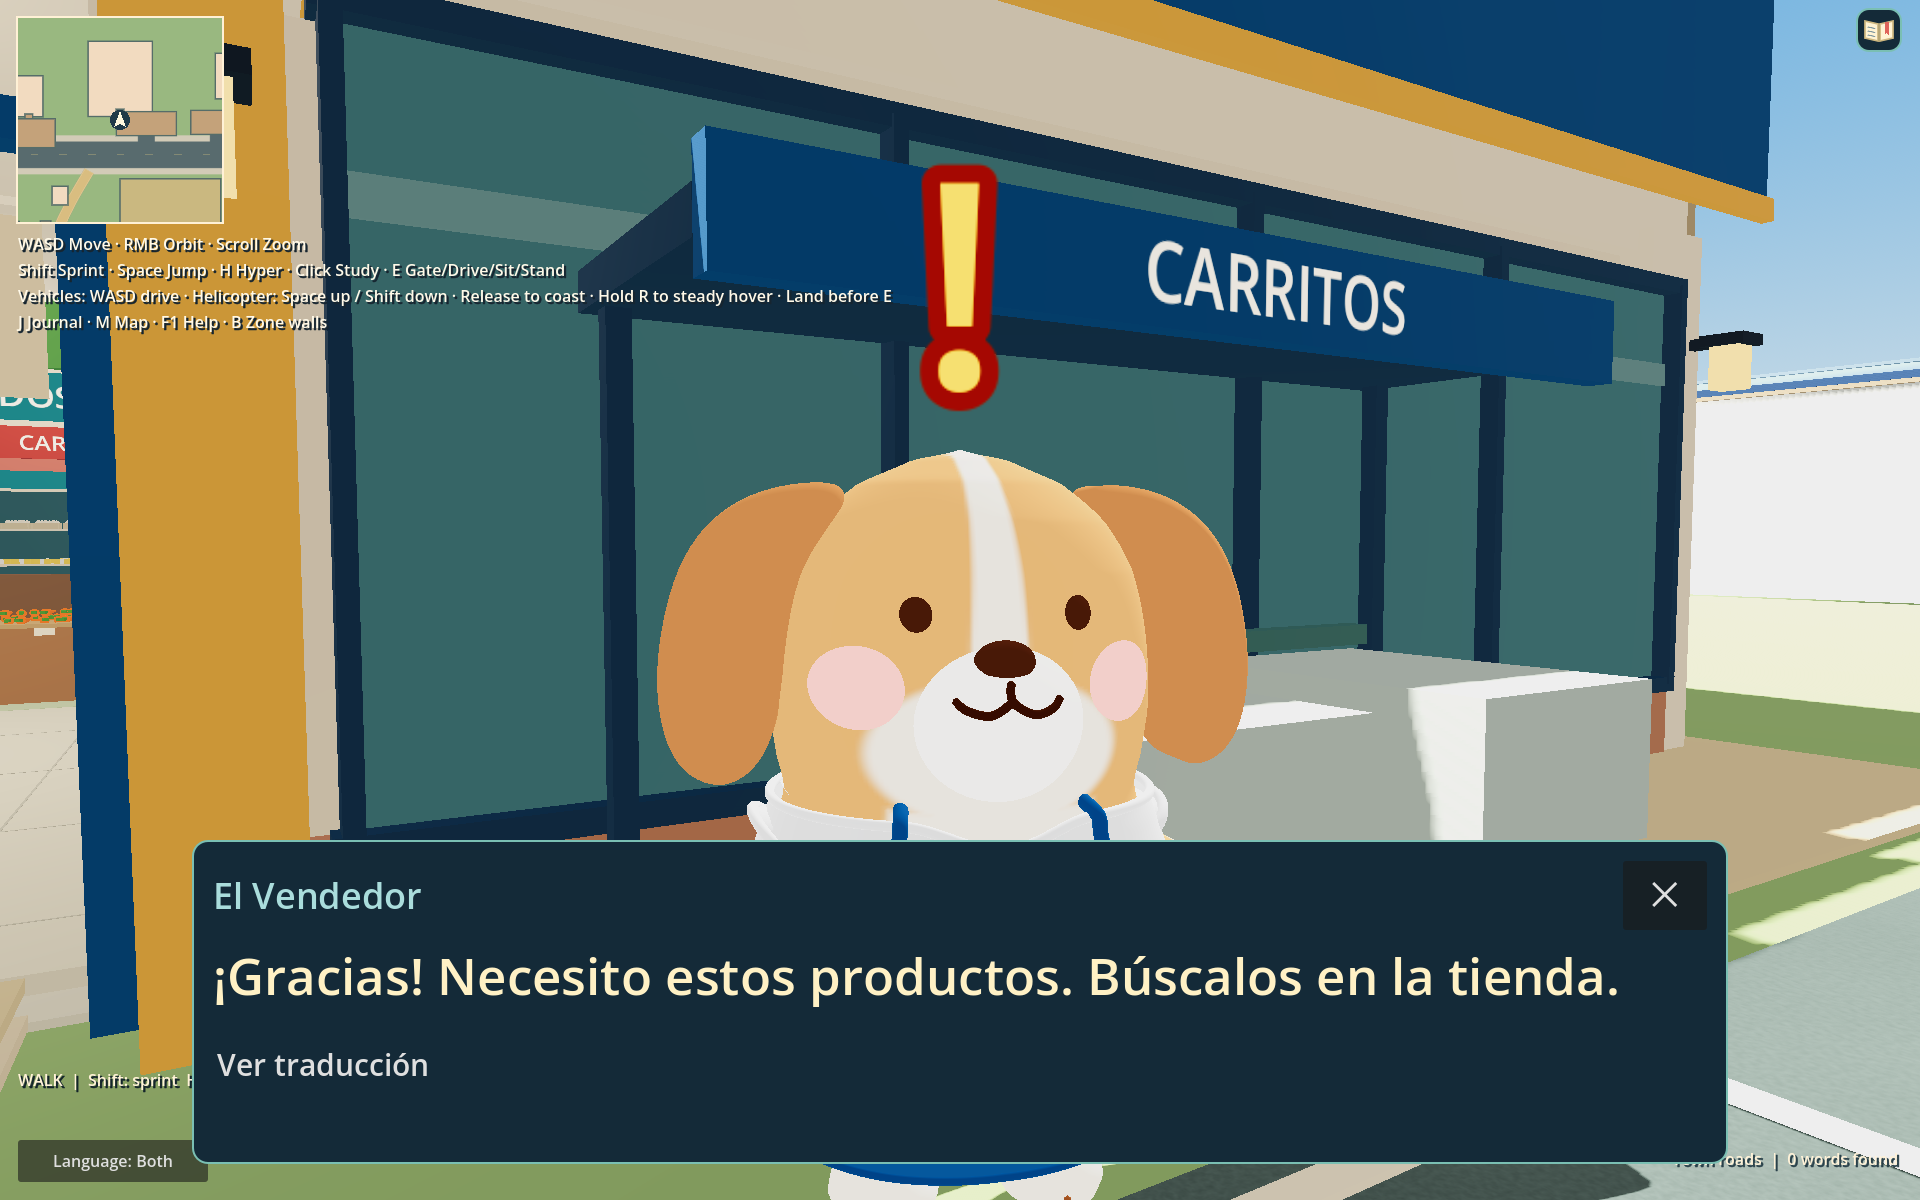 WASD Move · RMB Orbit · Scroll Zoom
Shift Sprint · Space Jump · H Hyper · Click Study · E Gate/Drive/Sit/Stand
Vehicles: WASD drive · Helicopter: Space up / Shift down · Release to coast · Hold R to steady hover · Land before E
J Journal · M Map · F1 Help · B Zone walls
CARRITOS
CAR
El Vendedor
¡Gracias! Necesito estos productos. Búscalos en la tienda.
Ver traducción
WALK | Shift: sprint
Language: Both
roads | 0 words found